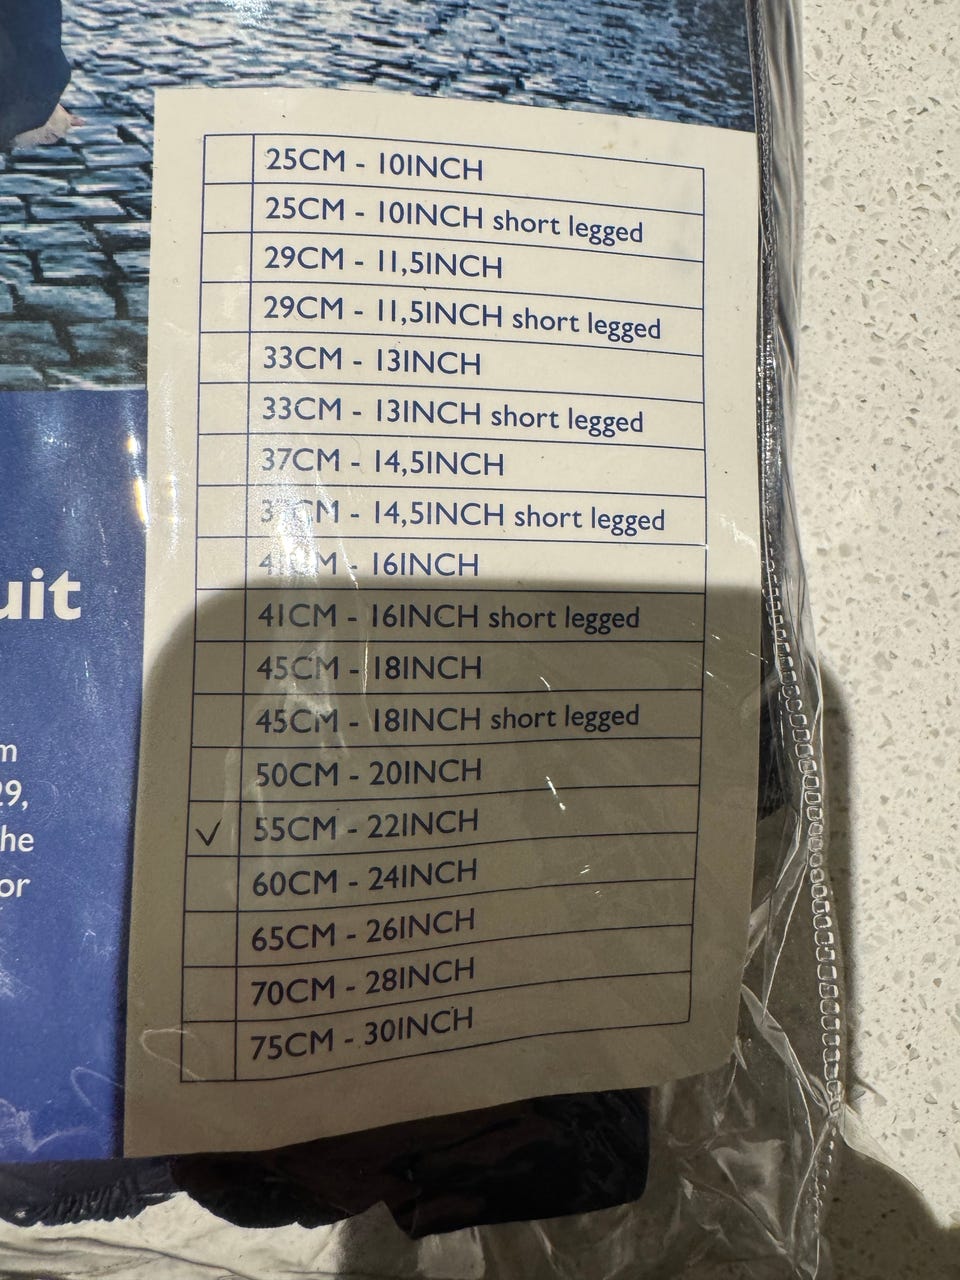 25CM - 10INCH
25CM - 10INCH short legged
29CM - 11,5INCH
29CM - 11,5INCH short legged
33CM - 13INCH
33CM - 13INCH short legged
37CM - 14,5INCH
37CM - 14,5INCH short legged
41CM - 16INCH
41CM - 16INCH short legged
45CM - 18INCH
45CM - 18INCH short legged
50CM - 20INCH
✓ 55CM - 22INCH
60CM - 24INCH
65CM - 26INCH
70CM - 28INCH
75CM - 30INCH
uit
m
29,
he
or